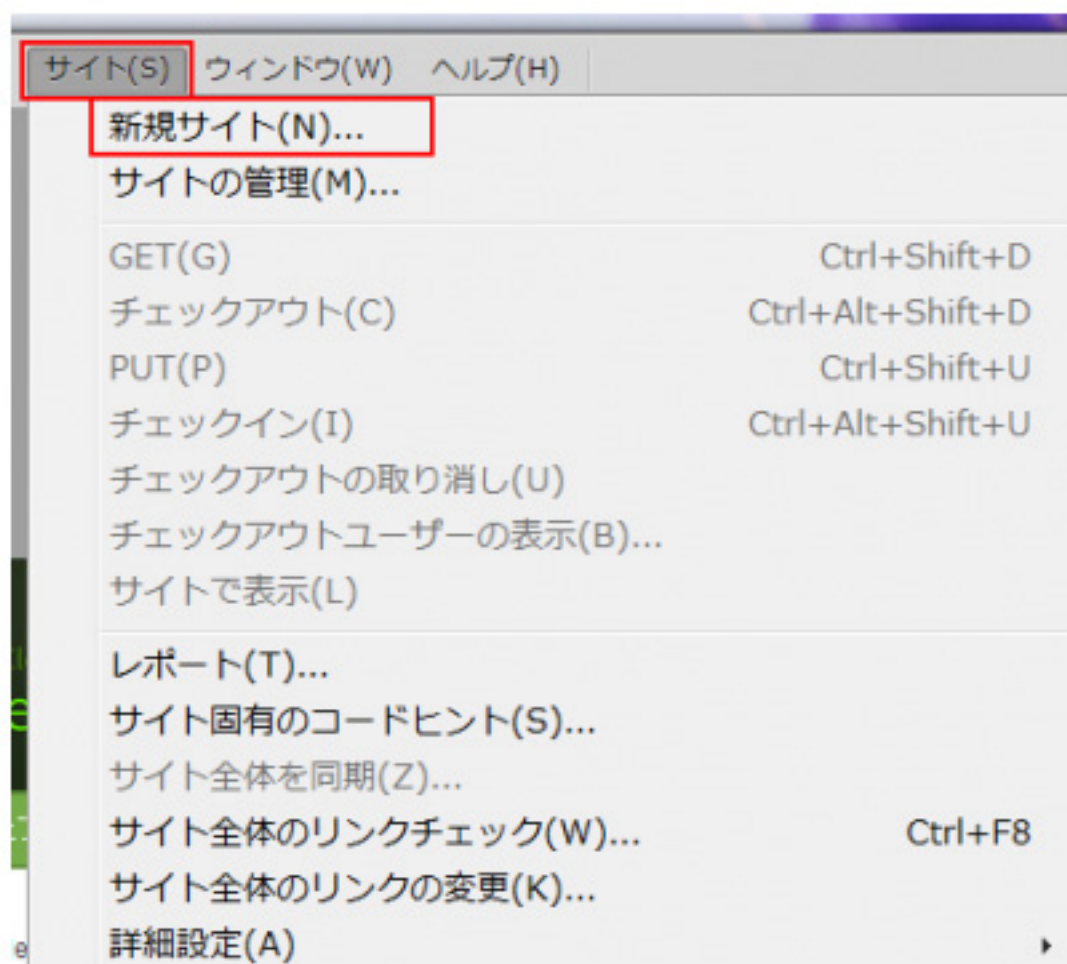 サイト(S) ウィンドウ(W) ヘルプ(H)
新規サイト(N)...
サイトの管理(M)...
GET(G) Ctrl+Shift+D
チェックアウト(C) Ctrl+Alt+Shift+D
PUT(P) Ctrl+Shift+U
チェックイン(I) Ctrl+Alt+Shift+U
チェックアウトの取り消し(U)
チェックアウトユーザーの表示(B)...
サイトで表示(L)
レポート(T)...
サイト固有のコードヒント(S)...
サイト全体を同期(Z)...
サイト全体のリンクチェック(W)... Ctrl+F8
サイト全体のリンクの変更(K)...
詳細設定(A)